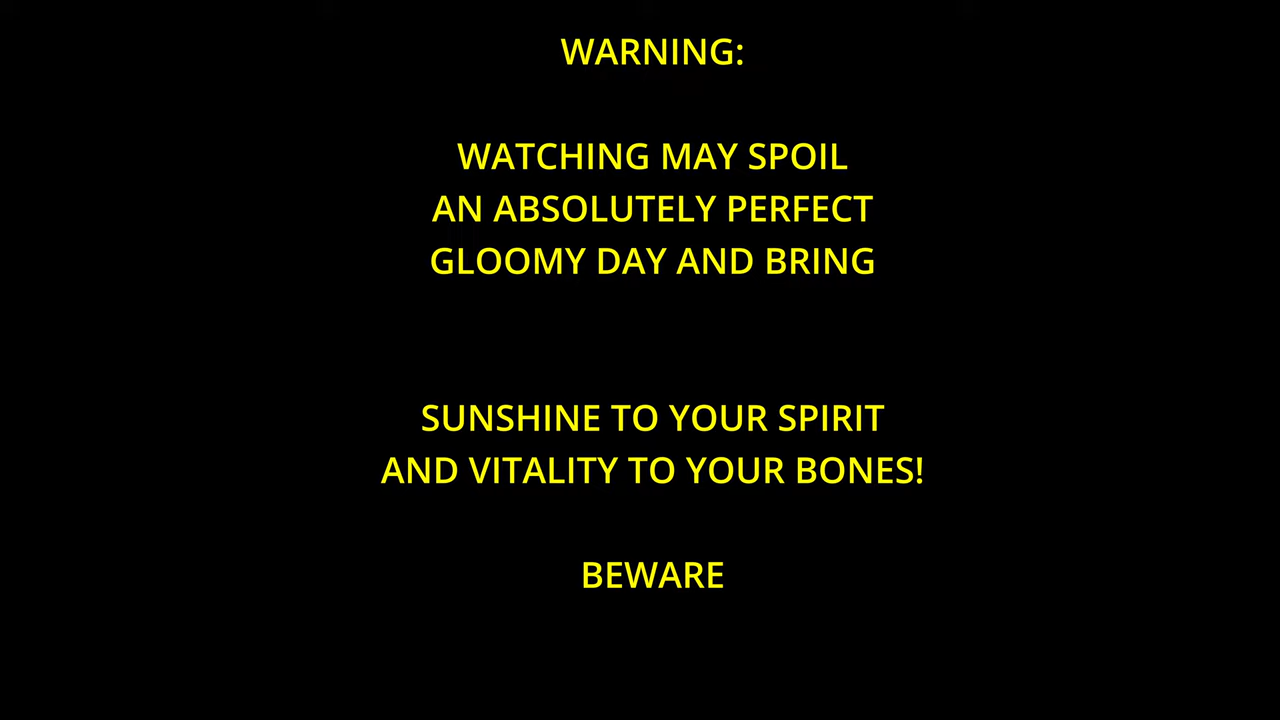 WARNING:
WATCHING MAY SPOIL
AN ABSOLUTELY PERFECT
GLOOMY DAY AND BRING
SUNSHINE TO YOUR SPIRIT
AND VITALITY TO YOUR BONES!
BEWARE